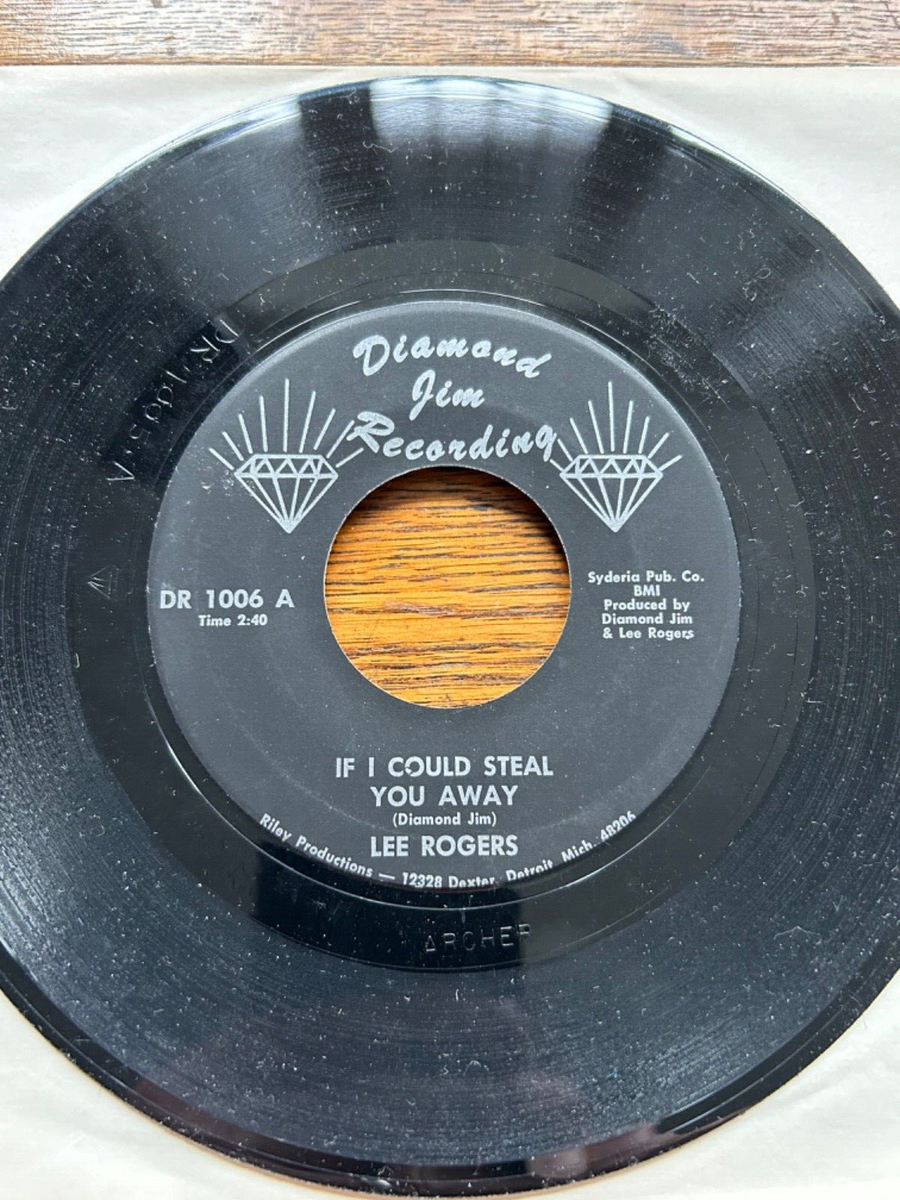 Diamond
Jim
Recording
DR 1006 A
Time 2:40
Syderia Pub. Co.
BMI
Produced by
Diamond Jim
& Lee Rogers
IF I COULD STEAL
YOU AWAY
(Diamond Jim)
LEE ROGERS
Riley Productions — 12328 Dexter, Detroit, Mich. 48206
ARCHER